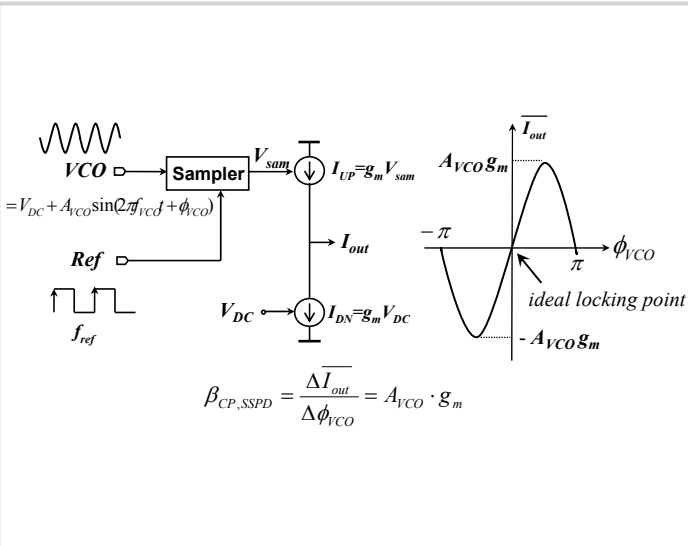 VCO
=V_DC + A_VCO sin(2πf_VCO t + ϕ_VCO)
Sampler
V_sam
I_UP=g_m V_sam
Ref
f_ref
I_out
V_DC
I_DN=g_m V_DC
I_out
A_VCO g_m
- π
π
ϕ_VCO
ideal locking point
- A_VCO g_m
β_CP,SSPD = ΔI_out / Δϕ_VCO = A_VCO · g_m